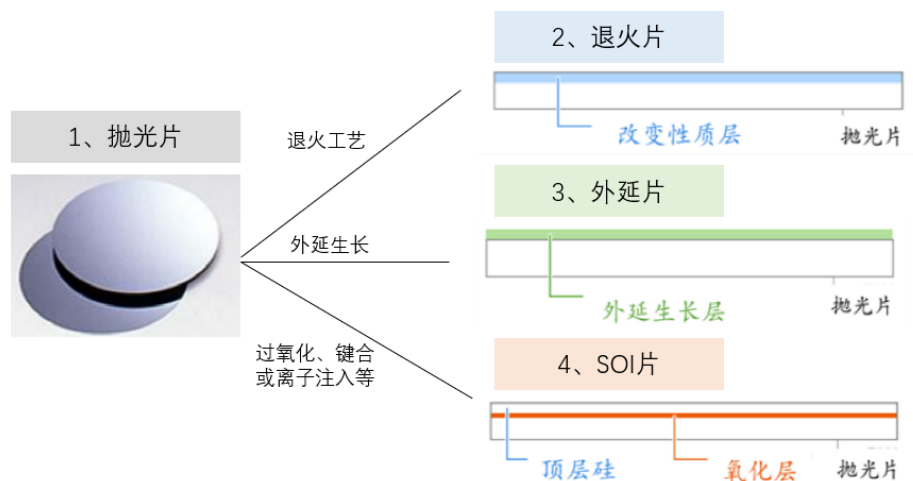 1、抛光片
退火工艺
外延生长
过氧化、键合
或离子注入等
2、退火片
改变性质层
抛光片
3、外延片
外延生长层
抛光片
4、SOI片
顶层硅
氧化层
抛光片